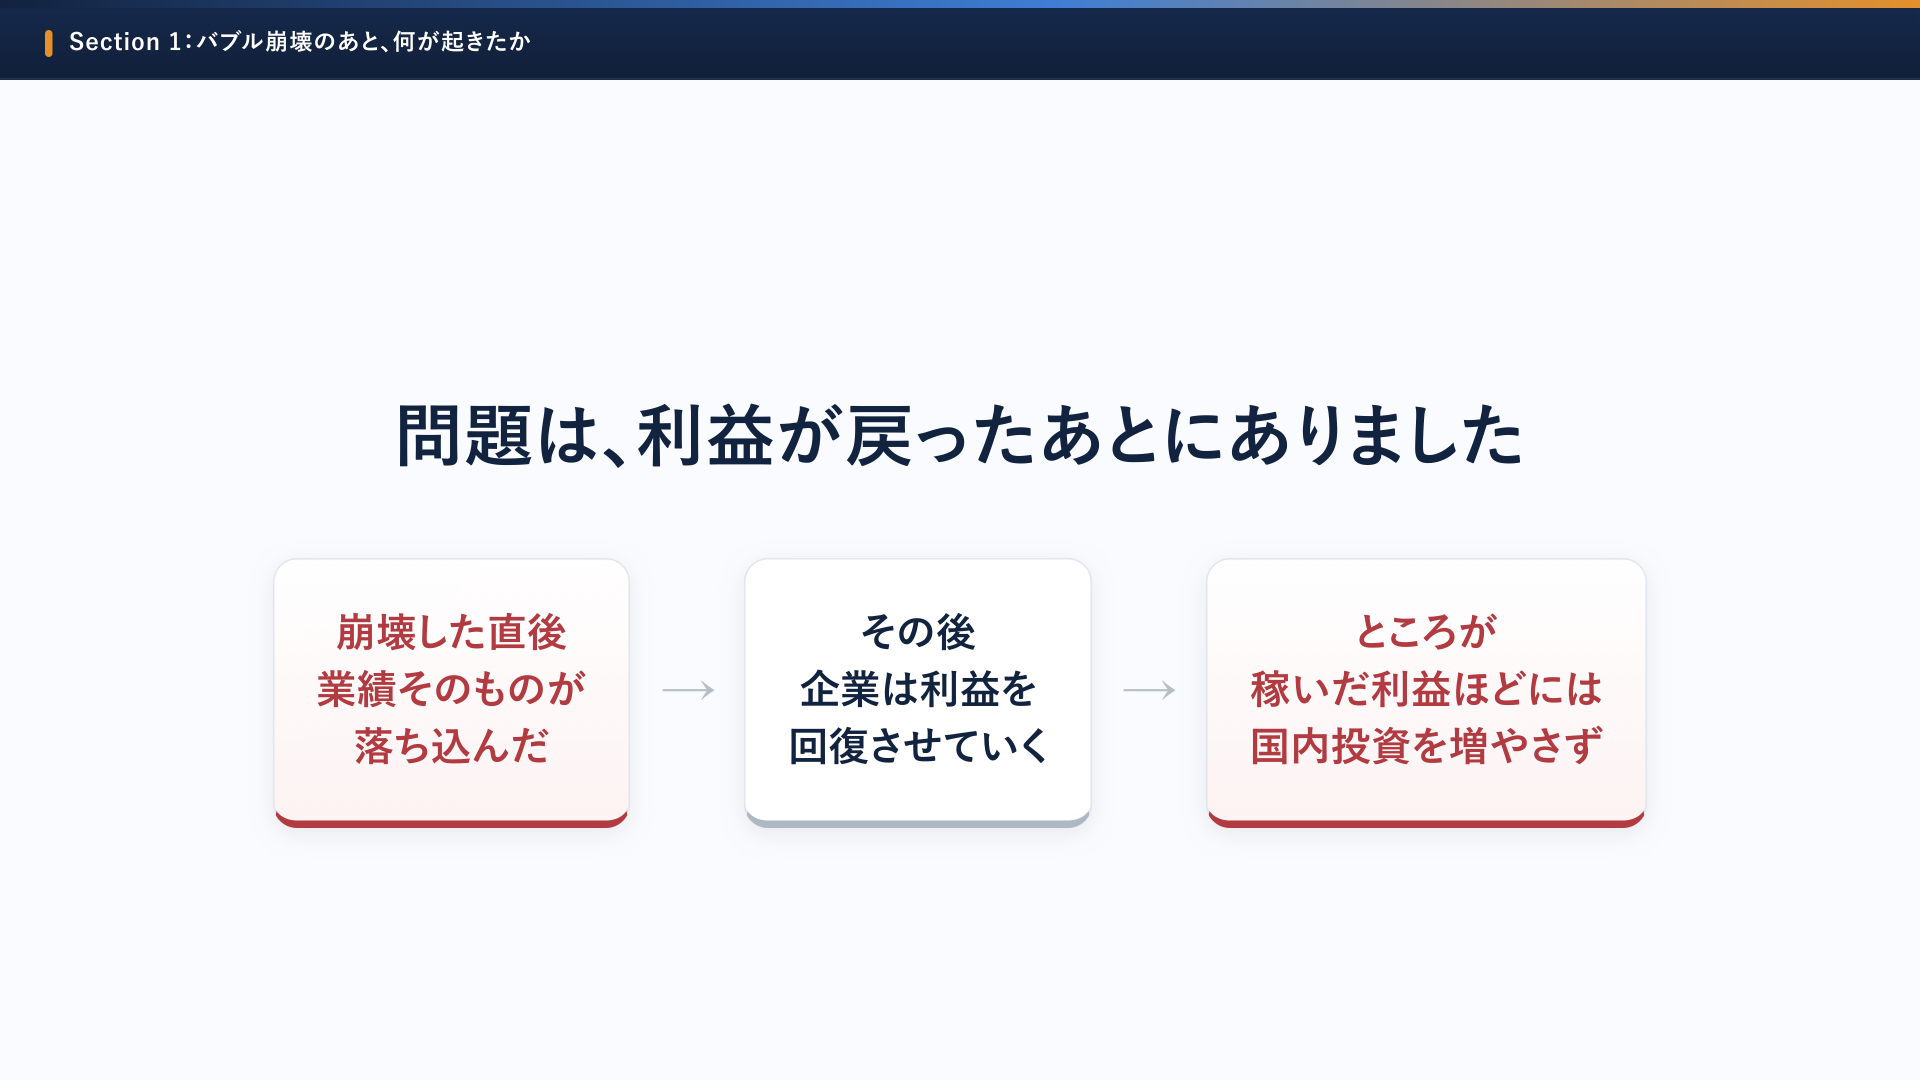 Section 1：バブル崩壊のあと、何が起きたか
問題は、利益が戻ったあとにありました
崩壊した直後
業績そのものが
落ち込んだ
→
その後
企業は利益を
回復させていく
→
ところが
稼いだ利益ほどには
国内投資を増やさず